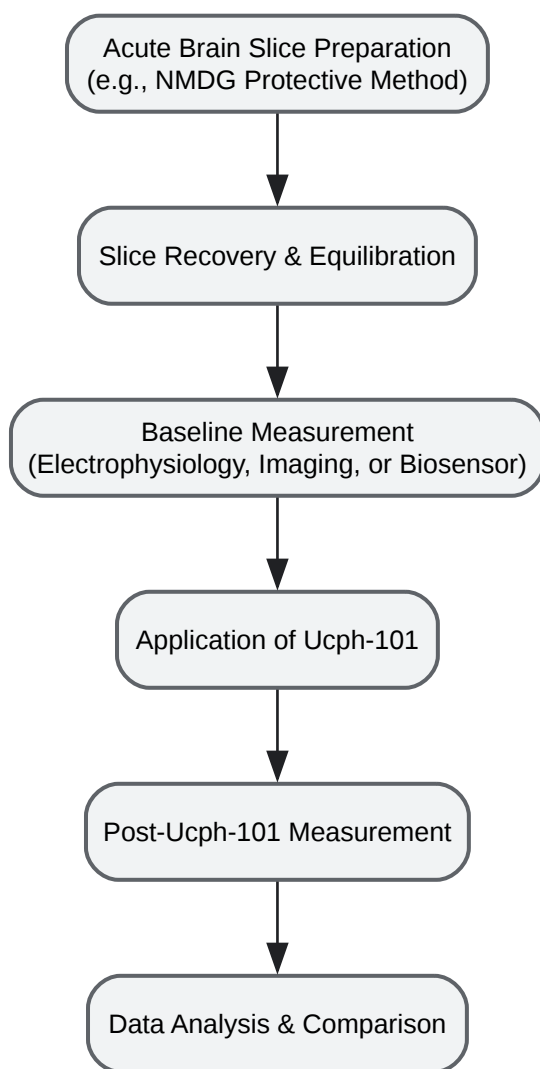 Acute Brain Slice Preparation
(e.g., NMDG Protective Method)
Slice Recovery & Equilibration
Baseline Measurement
(Electrophysiology, Imaging, or Biosensor)
Application of Ucph-101
Post-Ucph-101 Measurement
Data Analysis & Comparison